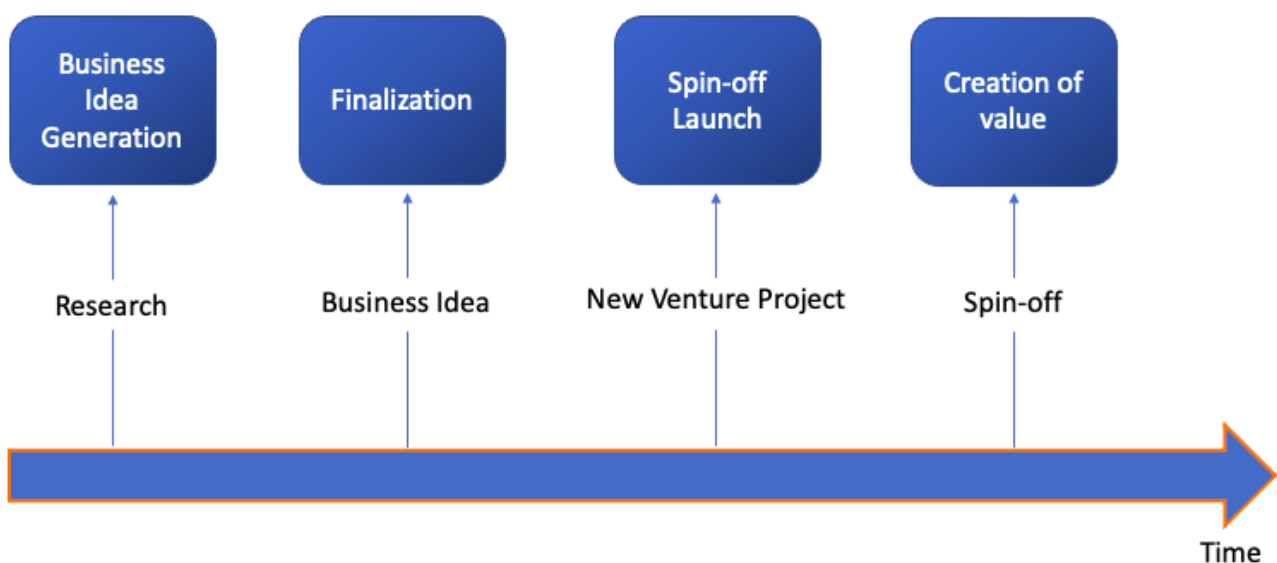 Business
Idea
Generation
Finalization
Spin-off
Launch
Creation of
value
Research
Business Idea
New Venture Project
Spin-off
Time